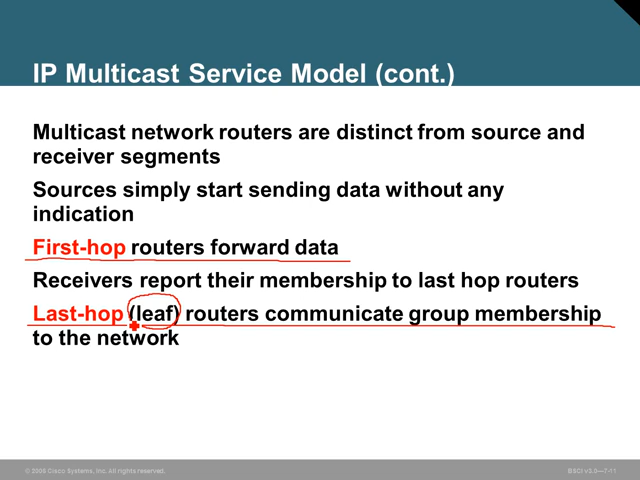 IP Multicast Service Model (cont.)
Multicast network routers are distinct from source and
receiver segments
Sources simply start sending data without any
indication
First-hop routers forward data
Receivers report their membership to last hop routers
Last-hop (leaf) routers communicate group membership
to the network
© 2006 Cisco Systems, Inc. All rights reserved.
BSCI v3.0—7-11